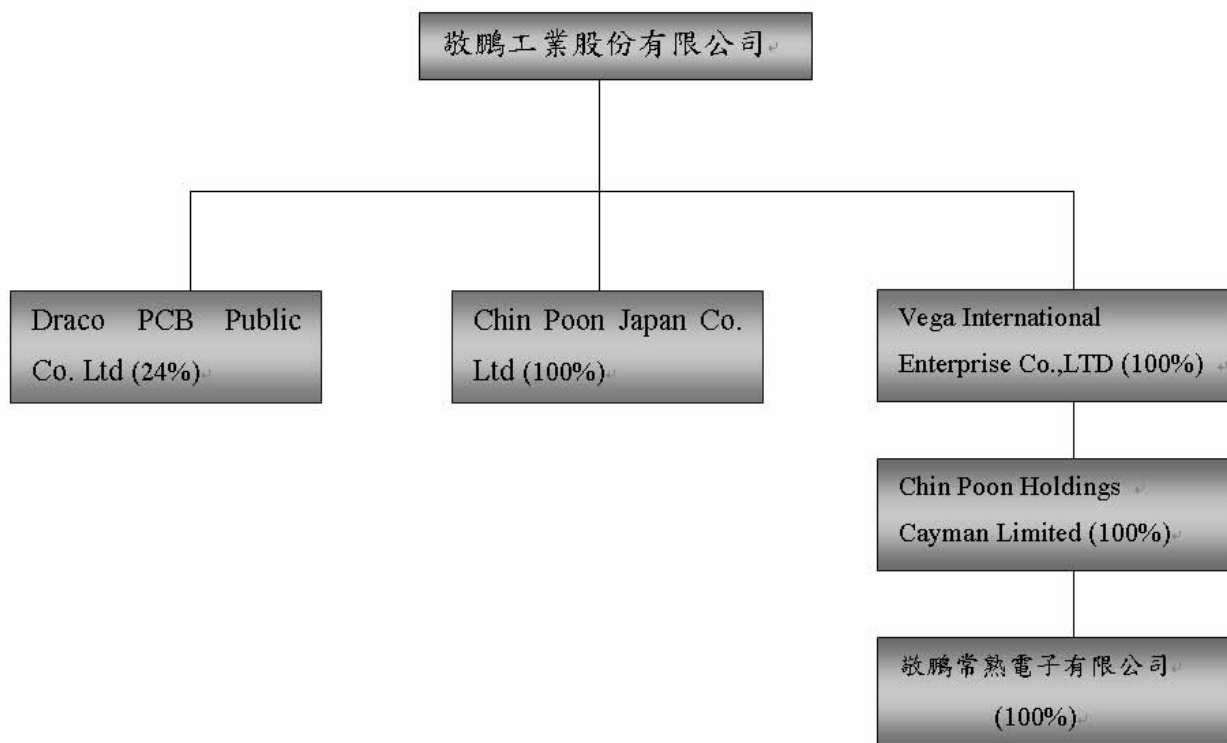 敬鵬工業股份有限公司
Draco PCB Public
Co. Ltd (24%)
Chin Poon Japan Co.
Ltd (100%)
Vega International
Enterprise Co.,LTD (100%)
Chin Poon Holdings
Cayman Limited (100%)
敬鵬常熟電子有限公司
(100%)